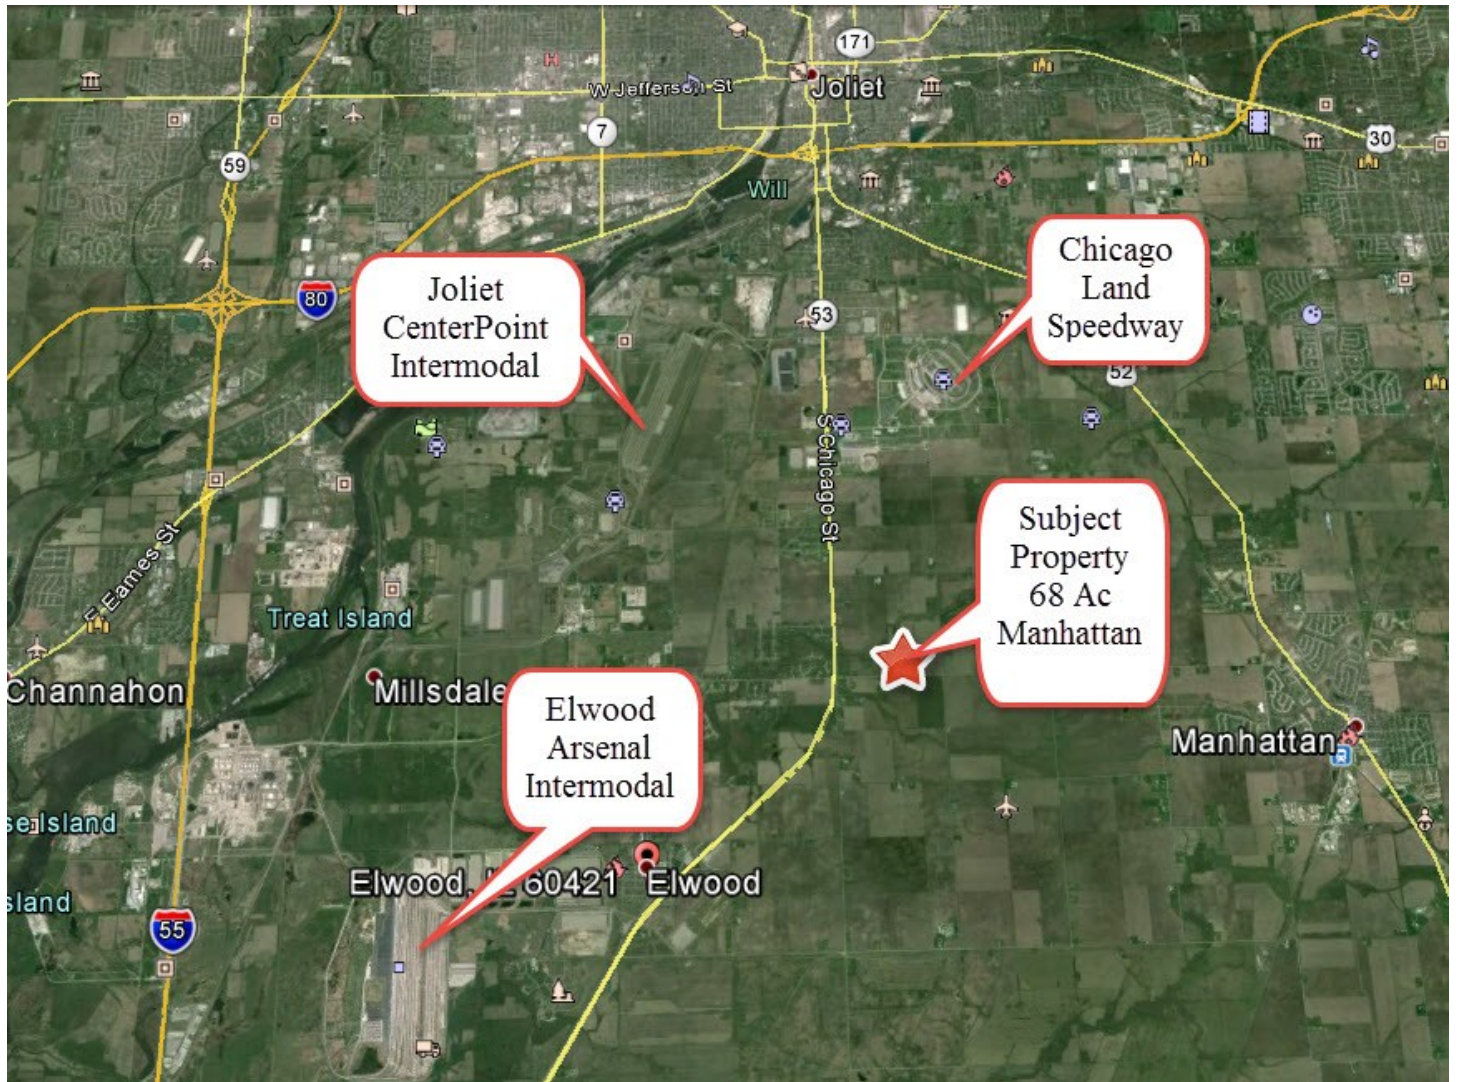 171
Joliet
W Jefferson St
7
30
59
Will
Chicago
Land
Speedway
Joliet
CenterPoint
Intermodal
80
53
52
S Chicago St
Subject
Property
68 Ac
Manhattan
E Eames St
Treat Island
Channahon
Millsdale
Elwood
Arsenal
Intermodal
Manhattan
se Island
Elwood, IL 60421
Elwood
sland
55
H